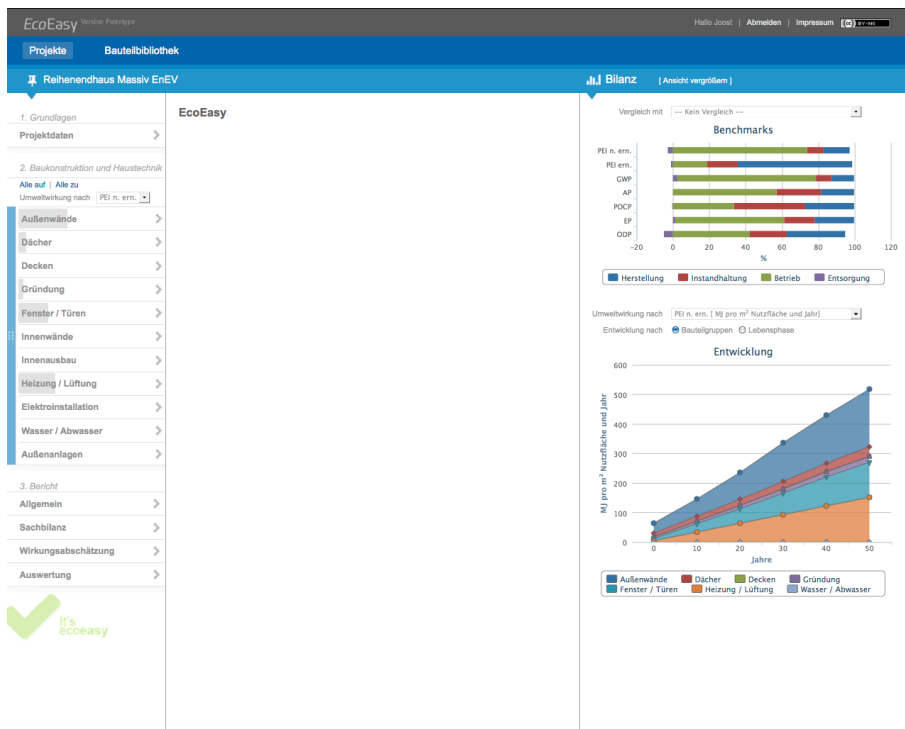 EcoEasy Version Prototype
Hallo Joost | Abmelden | Impressum (cc) BY-NC
Projekte Bauteilbibliothek
Reihenendhaus Massiv EnEV
Bilanz [ Ansicht vergrößern ]
1. Grundlagen
Projektdaten
2. Baukonstruktion und Haustechnik
Alle auf | Alle zu
Umweltwirkung nach PEI n. ern.
Außenwände
Dächer
Decken
Gründung
Fenster / Türen
Innenwände
Innenausbau
Heizung / Lüftung
Elektroinstallation
Wasser / Abwasser
Außenanlagen
3. Bericht
Allgemein
Sachbilanz
Wirkungsabschätzung
Auswertung
It's
ecoeasy
EcoEasy
Vergleich mit -- Kein Vergleich --
Benchmarks
PEI n. ern.
PEI ern.
GWP
AP
POCP
EP
ODP
-20 0 20 40 60 80 100 120
%
Herstellung Instandhaltung Betrieb Entsorgung
Umweltwirkung nach PEI n. ern. [ MJ pro m² Nutzfläche und Jahr]
Entwicklung nach Bauteilgruppen Lebensphase
Entwicklung
MJ pro m² Nutzfläche und Jahr
600
500
400
300
200
100
0
0 10 20 30 40 50
Jahre
Außenwände Dächer Decken Gründung
Fenster / Türen Heizung / Lüftung Wasser / Abwasser